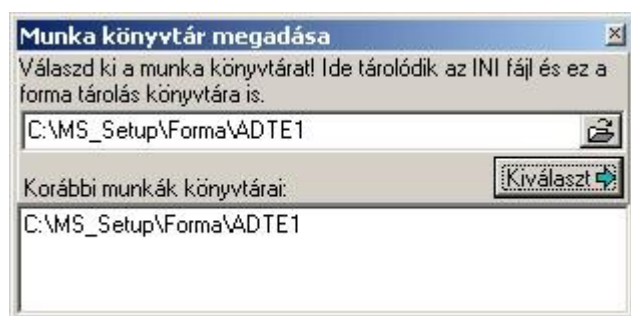 Munka könyvtár megadása
Válaszd ki a munka könyvtárat! Ide tárolódik az INI fájl és ez a
forma tárolás könyvtára is.
C:\MS_Setup\Forma\ADTE1
Kiválaszt
Korábbi munkák könyvtárai:
C:\MS_Setup\Forma\ADTE1